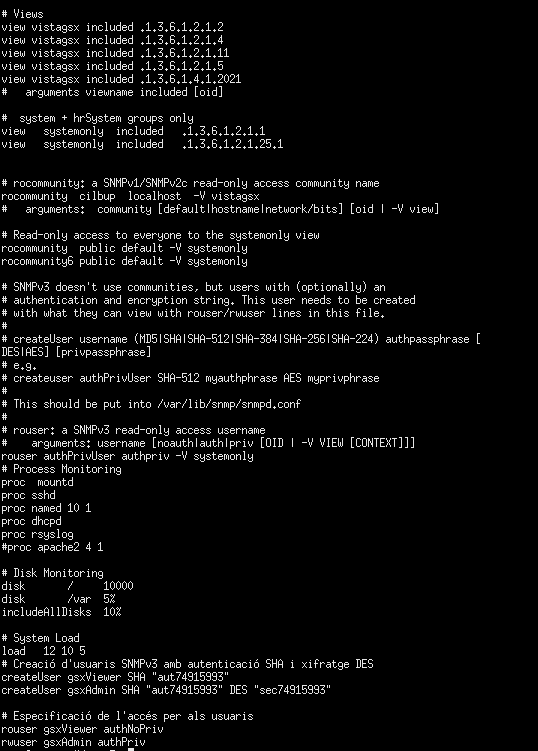 # Views
view vistagsx included .1.3.6.1.2.1.2
view vistagsx included .1.3.6.1.2.1.4
view vistagsx included .1.3.6.1.2.1.11
view vistagsx included .1.3.6.1.2.1.5
view vistagsx included .1.3.6.1.4.1.2021
#   arguments viewname included [oid]
#  system + hrSystem groups only
view   systemonly  included   .1.3.6.1.2.1.1
view   systemonly  included   .1.3.6.1.2.1.25.1
# rocommunity: a SNMPv1/SNMPv2c read-only access community name
rocommunity  cilbup  localhost  -V vistagsx
#   arguments:  community [default|hostname|network/bits] [oid | -V view]
# Read-only access to everyone to the systemonly view
rocommunity  public default -V systemonly
rocommunity6 public default -V systemonly
# SNMPv3 doesn't use communities, but users with (optionally) an
# authentication and encryption string. This user needs to be created
# with what they can view with rouser/rwuser lines in this file.
#
# createUser username (MD5|SHA|SHA-512|SHA-384|SHA-256|SHA-224) authpassphrase [
DES|AES] [privpassphrase]
# e.g.
# createuser authPrivUser SHA-512 myauthphrase AES myprivphrase
#
# This should be put into /var/lib/snmp/snmpd.conf
#
# rouser: a SNMPv3 read-only access username
#    arguments: username [noauth|auth|priv [OID | -V VIEW [CONTEXT]]]
rouser authPrivUser authpriv -V systemonly
# Process Monitoring
proc  mountd
proc sshd
proc named 10 1
proc dhcpd
proc rsyslog
#proc apache2 4 1
# Disk Monitoring
disk       /     10000
disk       /var  5%
includeAllDisks  10%
# System Load
load   12 10 5
# Creació d'usuaris SNMPv3 amb autenticació SHA i xifratge DES
createUser gsxViewer SHA "aut74915993"
createUser gsxAdmin SHA "aut74915993" DES "sec74915993"
# Especificació de l'accés per als usuaris
rouser gsxViewer authNoPriv
rwuser gsxAdmin authPriv